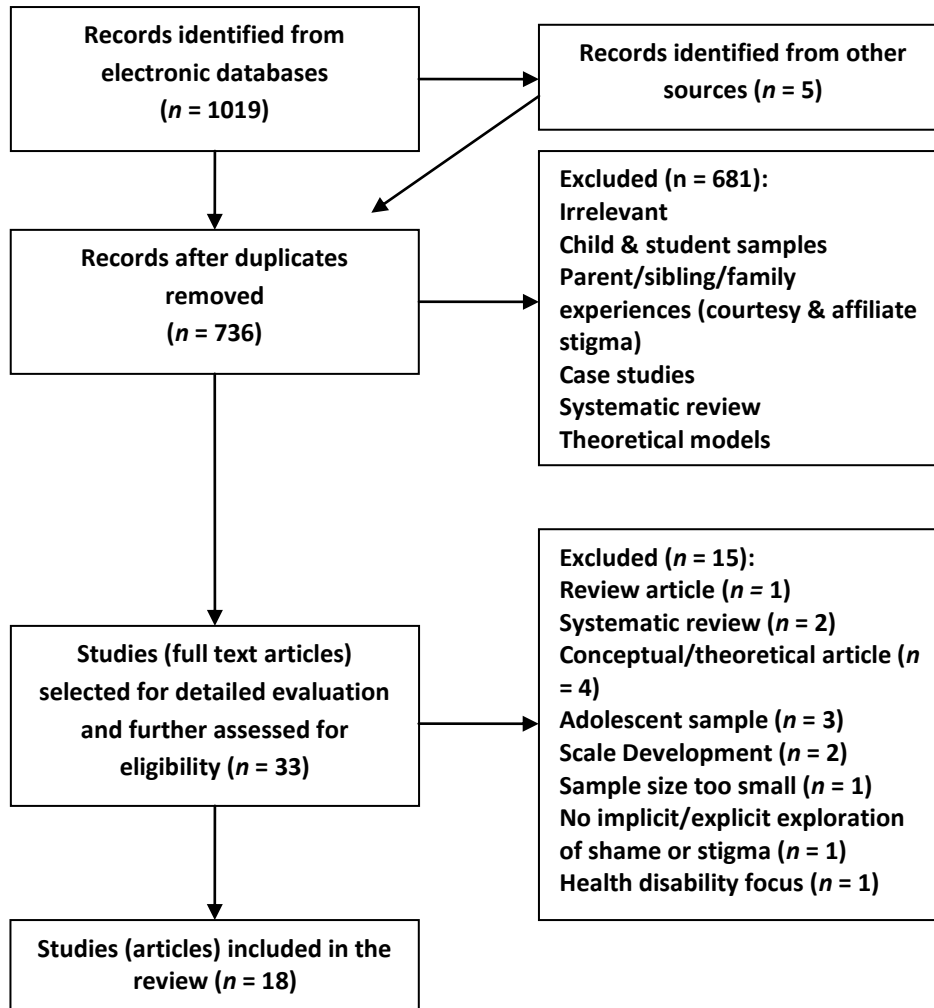 Records identified from
electronic databases
(n = 1019)
Records identified from other
sources (n = 5)
Records after duplicates
removed
(n = 736)
Excluded (n = 681):
Irrelevant
Child & student samples
Parent/sibling/family
experiences (courtesy & affiliate
stigma)
Case studies
Systematic review
Theoretical models
Studies (full text articles)
selected for detailed evaluation
and further assessed for
eligibility (n = 33)
Excluded (n = 15):
Review article (n = 1)
Systematic review (n = 2)
Conceptual/theoretical article (n
= 4)
Adolescent sample (n = 3)
Scale Development (n = 2)
Sample size too small (n = 1)
No implicit/explicit exploration
of shame or stigma (n = 1)
Health disability focus (n = 1)
Studies (articles) included in the
review (n = 18)